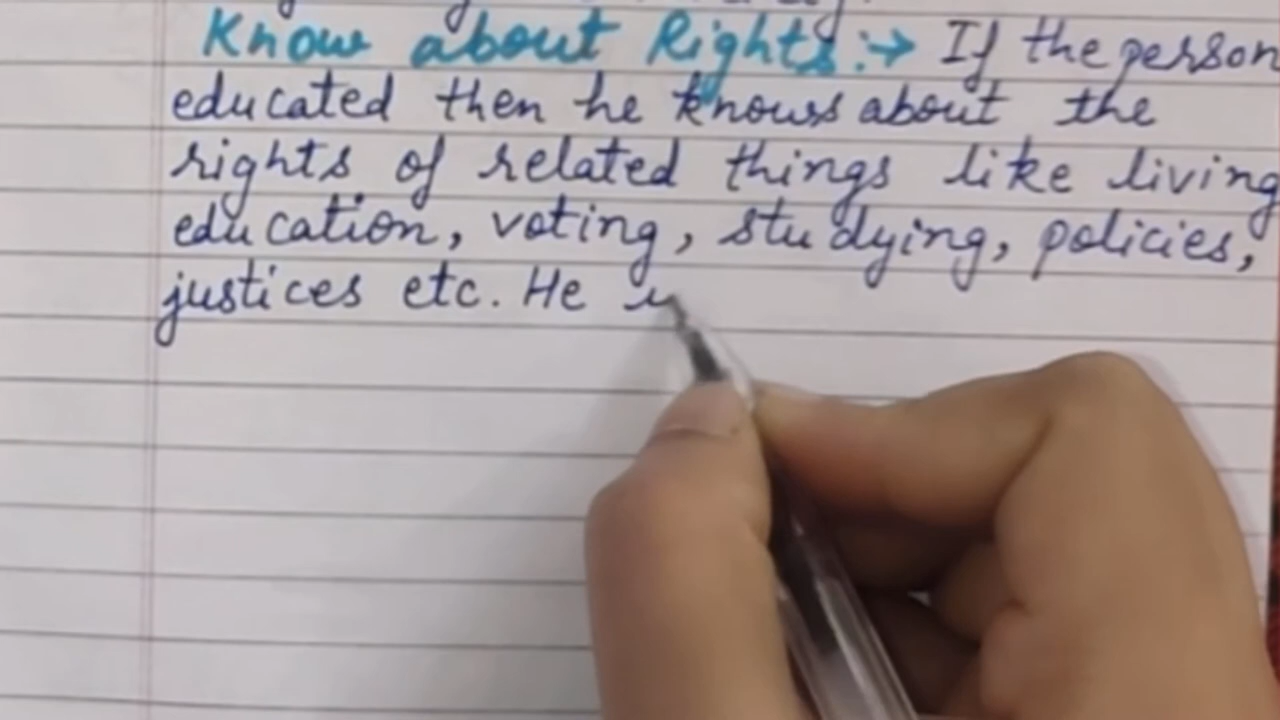 Know about Rights:→ If the person
educated then he knows about the
rights of related things like living
education, voting, studying, policies,
justices etc. He